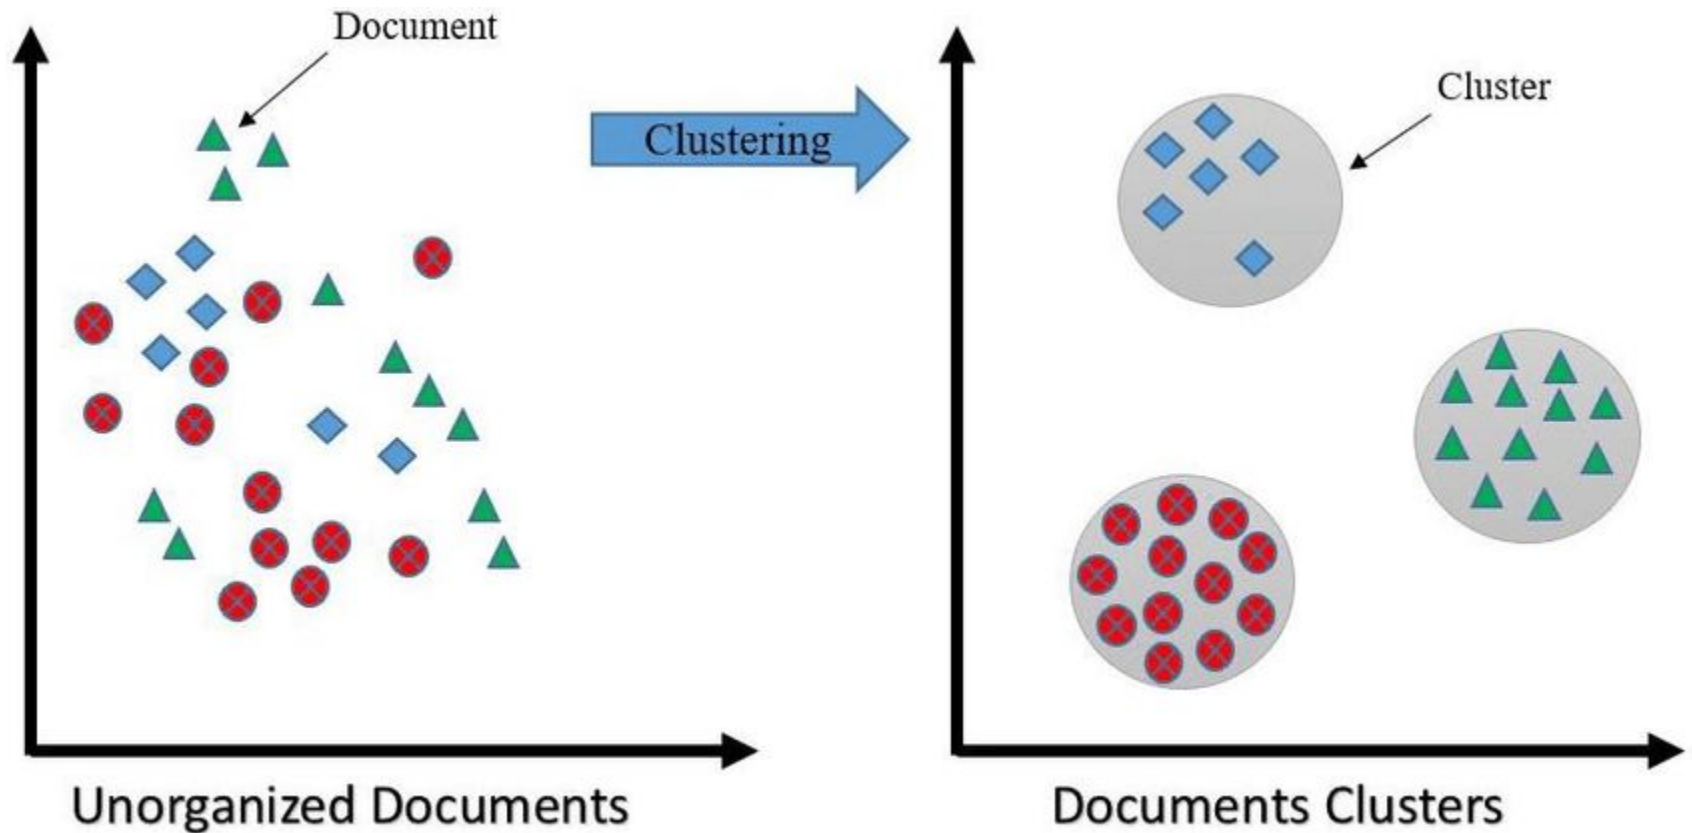 Document
Clustering
Cluster
Unorganized Documents
Documents Clusters